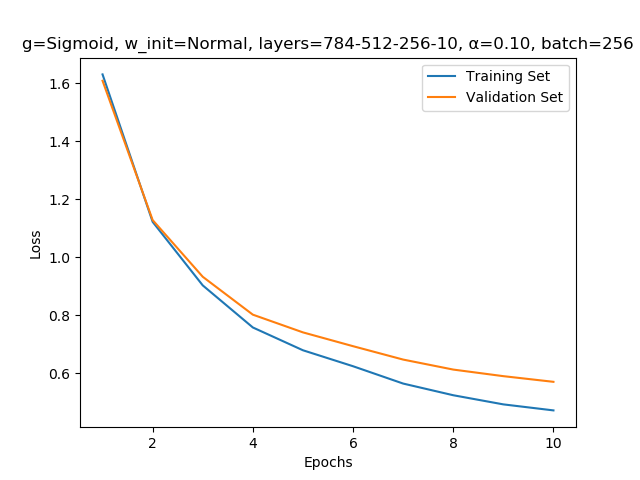 g=Sigmoid, w_init=Normal, layers=784-512-256-10, α=0.10, batch=256
Training Set
Validation Set
Loss
1.6
1.4
1.2
1.0
0.8
0.6
2 4 6 8 10
Epochs